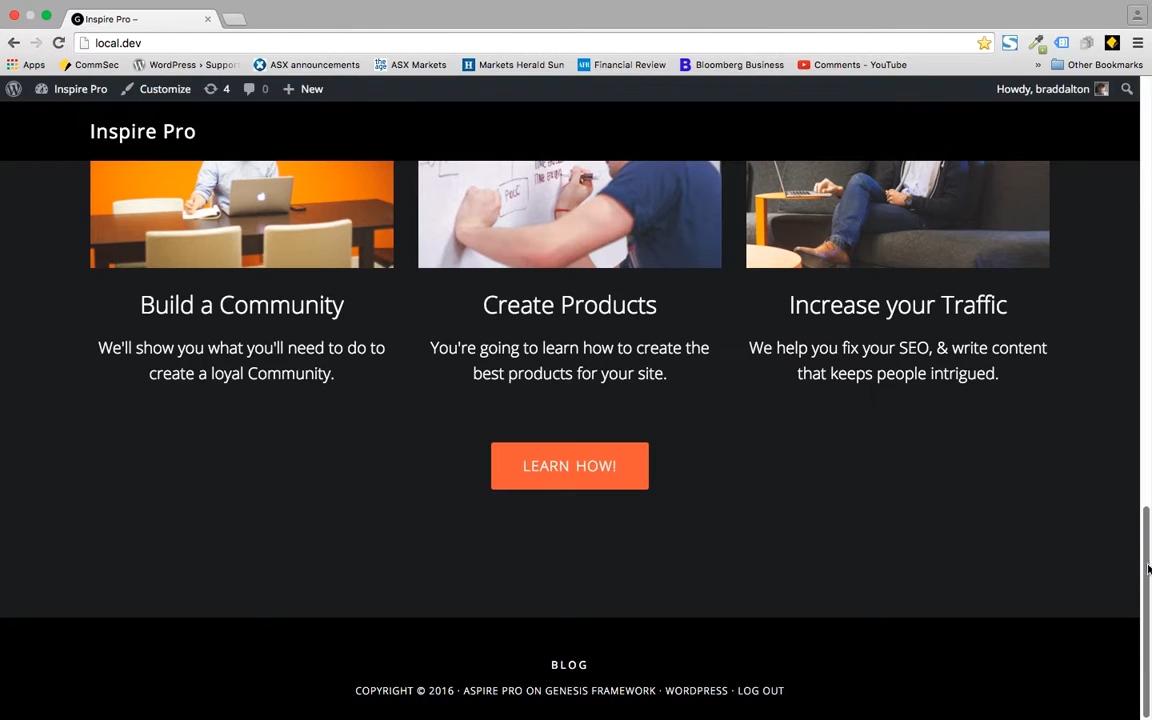 Inspire Pro –
local.dev
Apps CommSec WordPress › Suppor ASX announcements the age ASX Markets H Markets Herald Sun AFR Financial Review B Bloomberg Business Comments - YouTube » Other Bookmarks
Inspire Pro Customize 4 0 New Howdy, braddalton
Inspire Pro
Build a Community
We'll show you what you'll need to do to
create a loyal Community.
Create Products
You're going to learn how to create the
best products for your site.
Increase your Traffic
We help you fix your SEO, & write content
that keeps people intrigued.
LEARN HOW!
BLOG
COPYRIGHT © 2016 · ASPIRE PRO ON GENESIS FRAMEWORK · WORDPRESS · LOG OUT